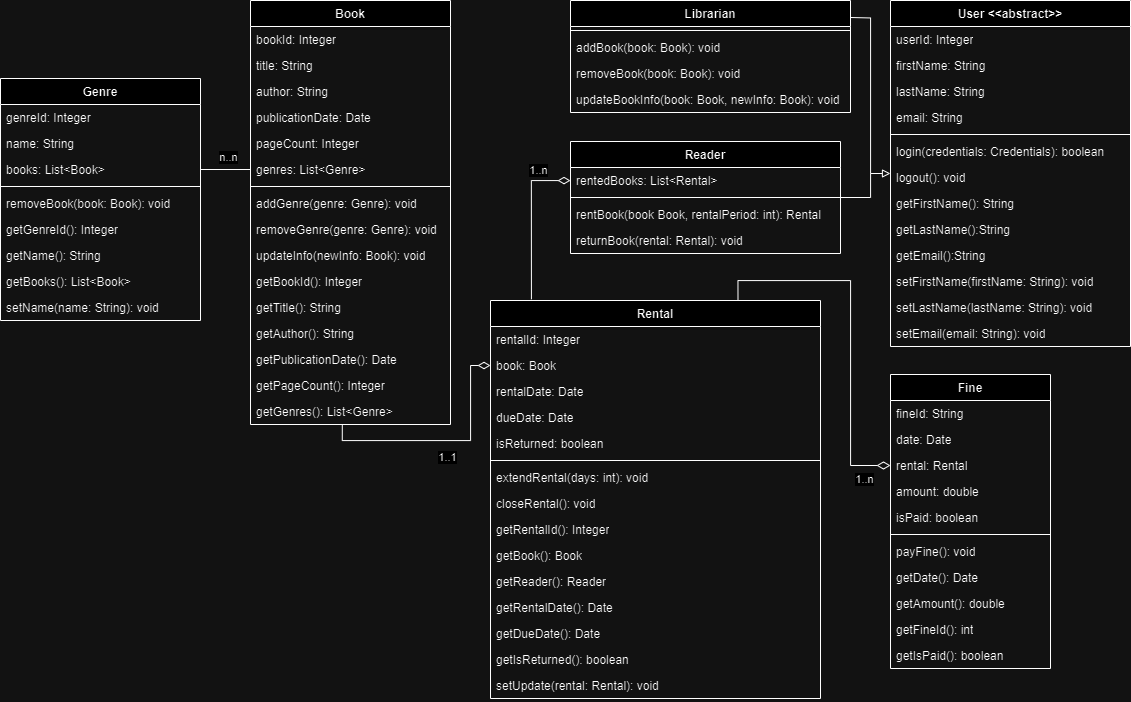 Genre
genreId: Integer
name: String
books: List<Book>
removeBook(book: Book): void
getGenreId(): Integer
getName(): String
getBooks(): List<Book>
setName(name: String): void
n..n
Book
bookId: Integer
title: String
author: String
publicationDate: Date
pageCount: Integer
genres: List<Genre>
addGenre(genre: Genre): void
removeGenre(genre: Genre): void
updateInfo(newInfo: Book): void
getBookId(): Integer
getTitle(): String
getAuthor(): String
getPublicationDate(): Date
getPageCount(): Integer
getGenres(): List<Genre>
1..1
Librarian
addBook(book: Book): void
removeBook(book: Book): void
updateBookInfo(book: Book, newInfo: Book): void
Reader
rentedBooks: List<Rental>
rentBook(book Book, rentalPeriod: int): Rental
returnBook(rental: Rental): void
1..n
Rental
rentalId: Integer
book: Book
rentalDate: Date
dueDate: Date
isReturned: boolean
extendRental(days: int): void
closeRental(): void
getRentalId(): Integer
getBook(): Book
getReader(): Reader
getRentalDate(): Date
getDueDate(): Date
getIsReturned(): boolean
setUpdate(rental: Rental): void
User <<abstract>>
userId: Integer
firstName: String
lastName: String
email: String
login(credentials: Credentials): boolean
logout(): void
getFirstName(): String
getLastName():String
getEmail():String
setFirstName(firstName: String): void
setLastName(lastName: String): void
setEmail(email: String): void
1..n
Fine
fineId: String
date: Date
rental: Rental
amount: double
isPaid: boolean
payFine(): void
getDate(): Date
getAmount(): double
getFineId(): int
getIsPaid(): boolean